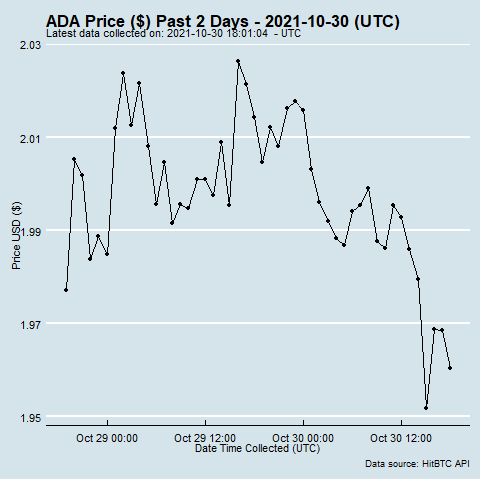 ADA Price ($) Past 2 Days - 2021-10-30 (UTC)
Latest data collected on: 2021-10-30 18:01:04  - UTC
2.03
2.01
1.99
1.97
1.95
Price USD ($)
Oct 29 00:00 Oct 29 12:00 Oct 30 00:00 Oct 30 12:00
Date Time Collected (UTC)
Data source: HitBTC API